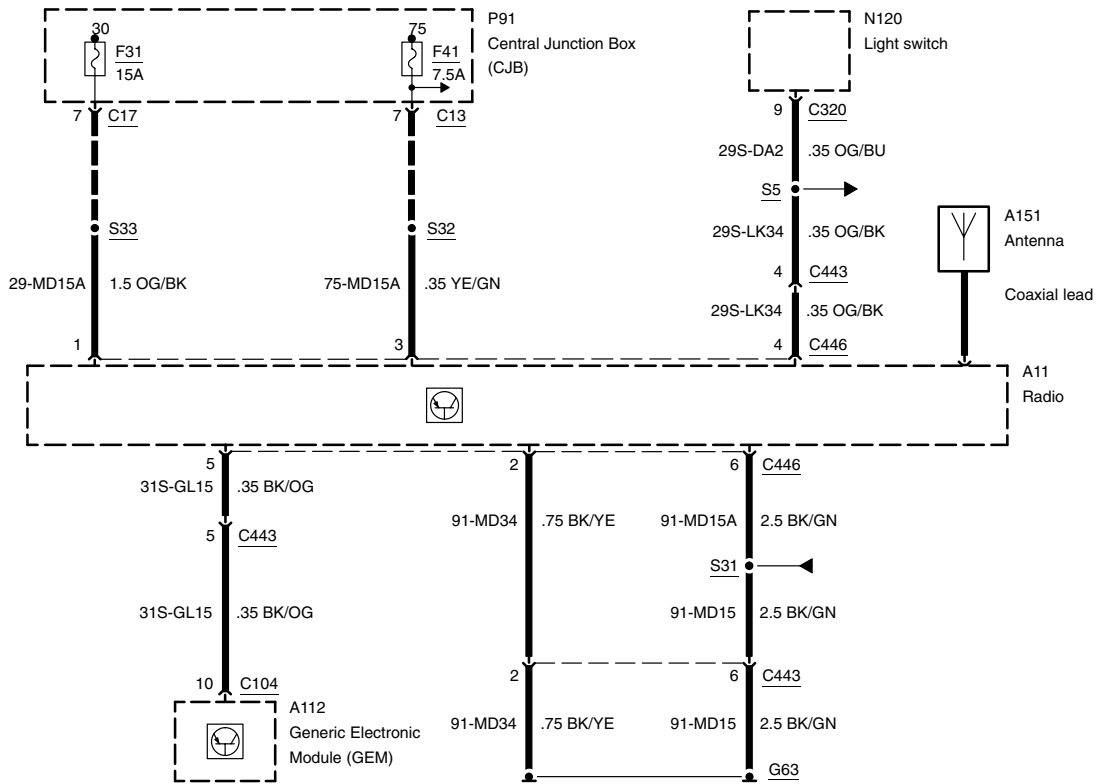 30
F31
15A
75
F41
7.5A
P91
Central Junction Box
(CJB)
N120
Light switch
7 C17
7 C13
9 C320
29S-DA2 .35 OG/BU
S5
29S-LK34 .35 OG/BK
4 C443
29S-LK34 .35 OG/BK
4 C446
A151
Antenna
Coaxial lead
S33
S32
29-MD15A 1.5 OG/BK
75-MD15A .35 YE/GN
1
3
A11
Radio
5
2
6 C446
31S-GL15 .35 BK/OG
91-MD34 .75 BK/YE
91-MD15A 2.5 BK/GN
5 C443
S31
31S-GL15 .35 BK/OG
91-MD15 2.5 BK/GN
2
6 C443
10 C104
A112
Generic Electronic
Module (GEM)
91-MD34 .75 BK/YE
91-MD15 2.5 BK/GN
G63